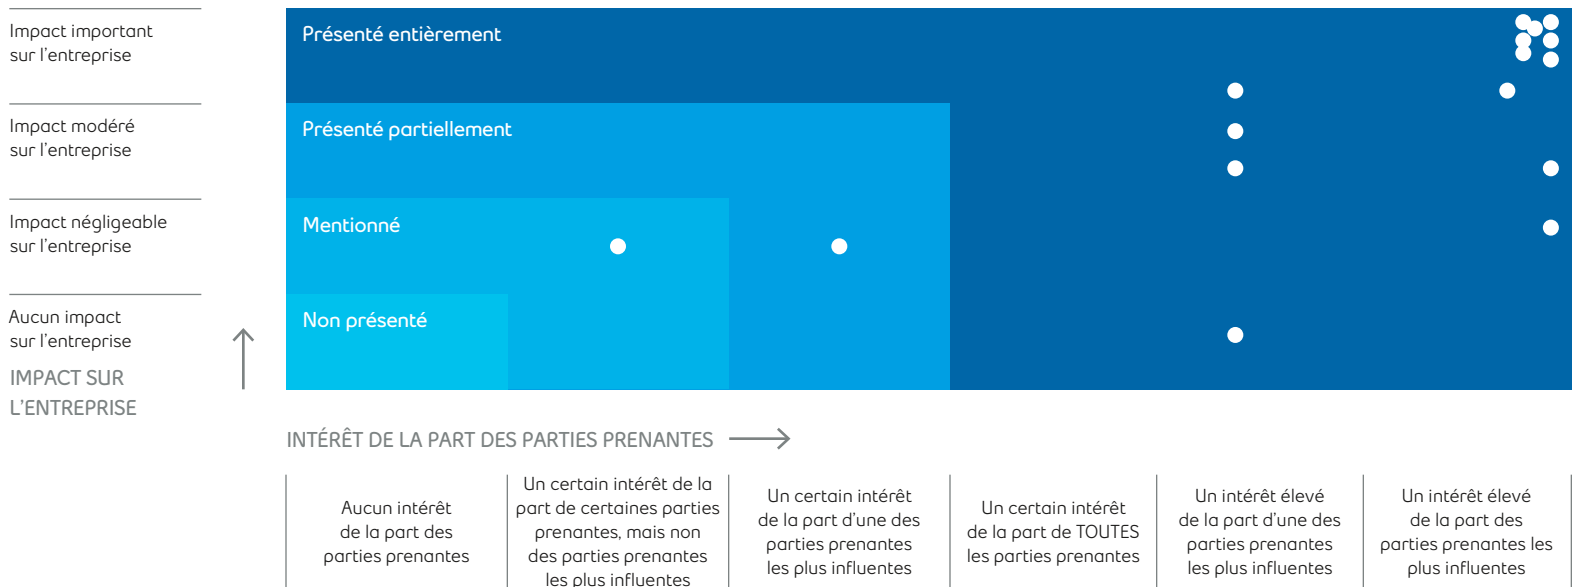 Impact important
sur l'entreprise
Impact modéré
sur l'entreprise
Impact négligeable
sur l'entreprise
Aucun impact
sur l'entreprise
IMPACT SUR
L'ENTREPRISE
Présenté entièrement
Présenté partiellement
Mentionné
Non présenté
INTÉRÊT DE LA PART DES PARTIES PRENANTES
Aucun intérêt
de la part des
parties prenantes
Un certain intérêt de la
part de certaines parties
prenantes, mais non
des parties prenantes
les plus influentes
Un certain intérêt
de la part d'une des
parties prenantes
les plus influentes
Un certain intérêt
de la part de TOUTES
les parties prenantes
Un intérêt élevé
de la part d'une des
parties prenantes
les plus influentes
Un intérêt élevé
de la part des
parties prenantes les
plus influentes